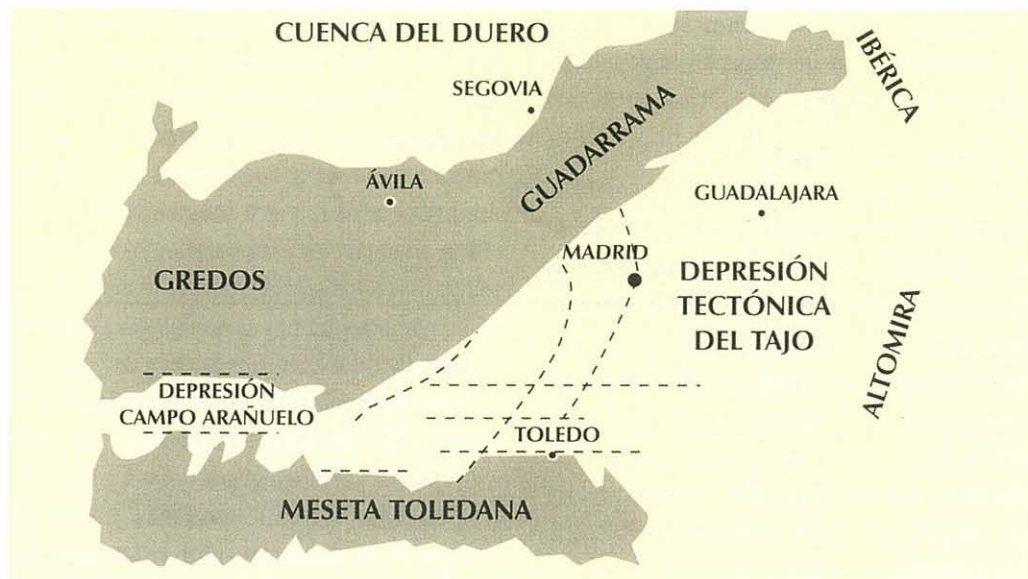 CUENCA DEL DUERO
IBÉRICA
SEGOVIA
GUADARRAMA
ÁVILA
GUADALAJARA
MADRID
GREDOS
DEPRESIÓN
TECTÓNICA
DEL TAJO
ALTOMIRA
DEPRESIÓN
CAMPO ARAÑUELO
TOLEDO
MESETA TOLEDANA